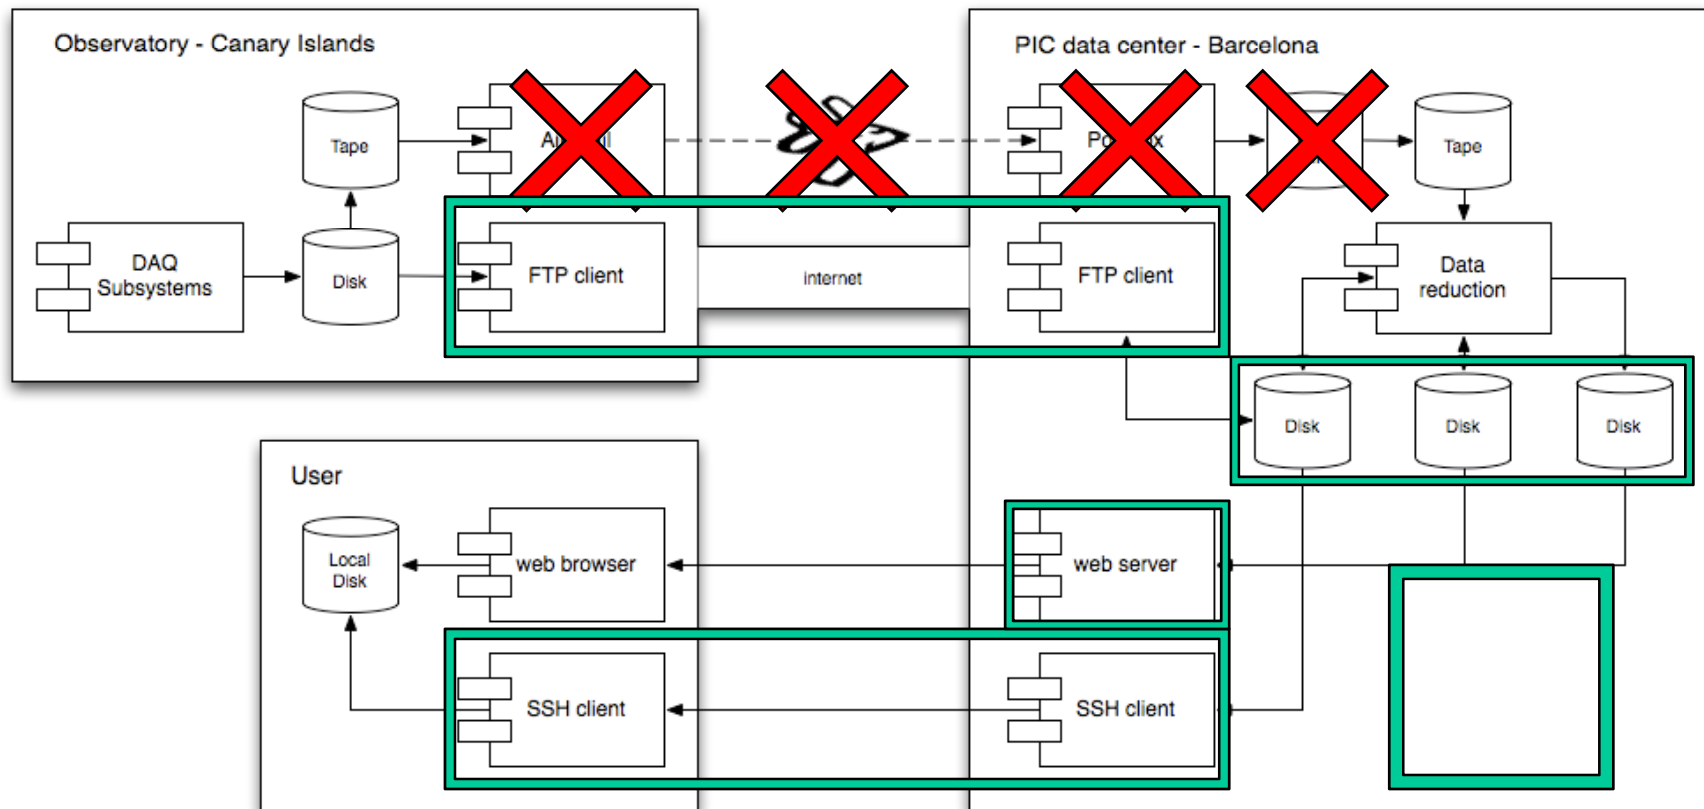 Observatory - Canary Islands
PIC data center - Barcelona
Tape
Tape
DAQ
Subsystems
Disk
FTP client
internet
FTP client
Data
reduction
Disk
Disk
Disk
User
Local
Disk
web browser
web server
SSH client
SSH client